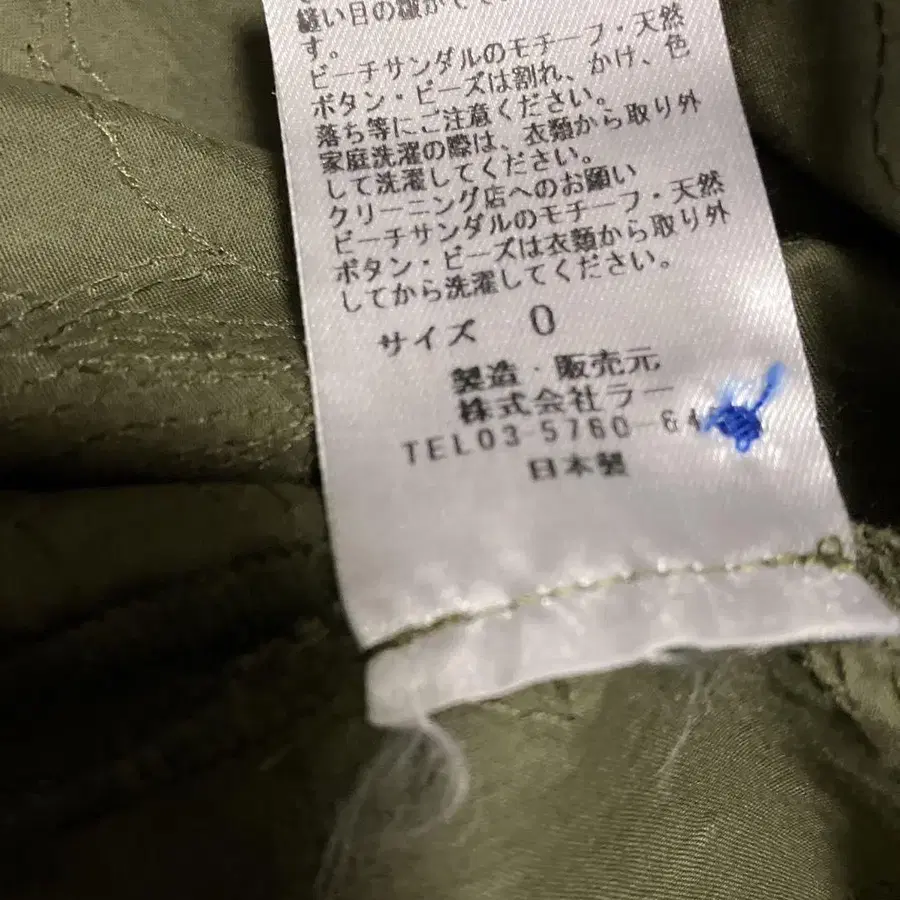 縫い目の
す。
ビーチサンダルのモチーフ・天然
ボタン・ビーズは割れ、かけ、色
落ち等にご注意ください。
家庭洗濯の際は、衣類から取り外
して洗濯してください。
クリーニング店へのお願い
ビーチサンダルのモチーフ・天然
ボタン・ビーズは衣類から取り外
してから洗濯してください。
サイズ 0
製造・販売元
株式会社ラー
TEL03-5760-64
日本製